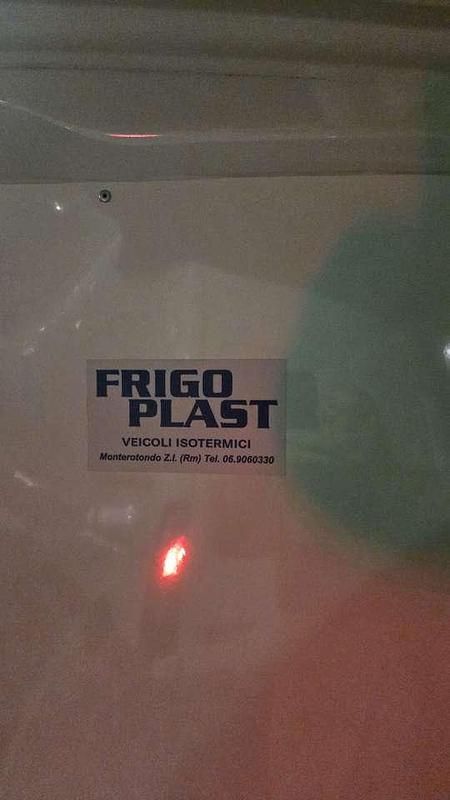 FRIGO
PLAST
VEICOLI ISOTERMICI
Monterotondo Z.I. (Rm) Tel. 06.9060330